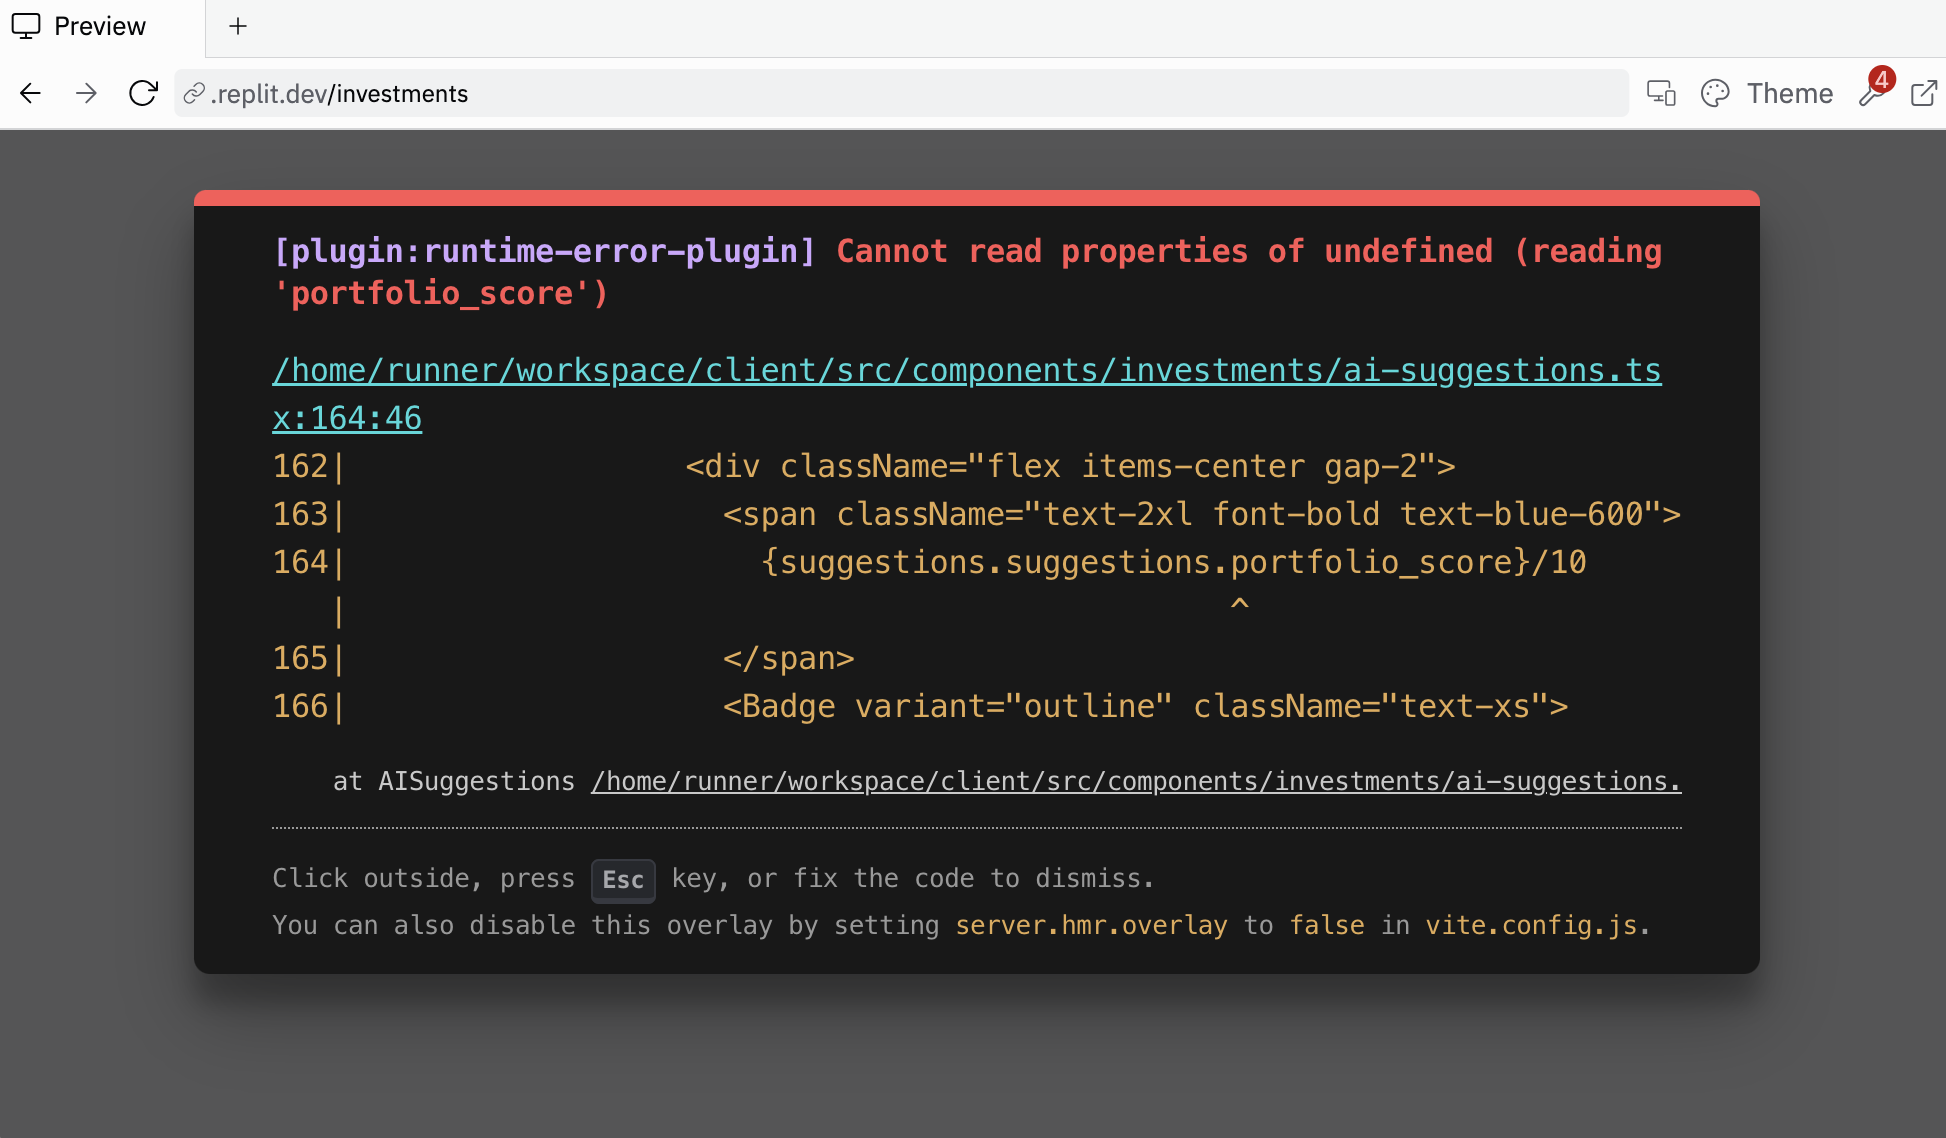 Preview
+
.replit.dev/investments
Theme
4
[plugin:runtime-error-plugin] Cannot read properties of undefined (reading
'portfolio_score')
/home/runner/workspace/client/src/components/investments/ai-suggestions.ts
x:164:46
162|                  <div className="flex items-center gap-2">
163|                    <span className="text-2xl font-bold text-blue-600">
164|                      {suggestions.suggestions.portfolio_score}/10
   |                                               ^
165|                    </span>
166|                    <Badge variant="outline" className="text-xs">
at AISuggestions /home/runner/workspace/client/src/components/investments/ai-suggestions.
Click outside, press Esc key, or fix the code to dismiss.
You can also disable this overlay by setting server.hmr.overlay to false in vite.config.js.